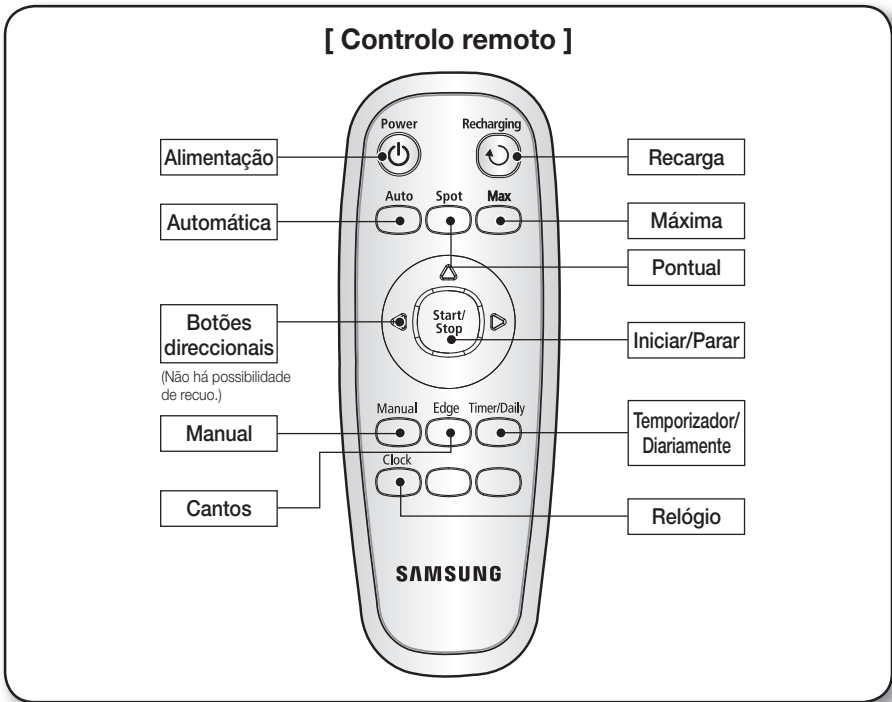 [ Controlo remoto ]
Power
Recharging
Alimentação
Recarga
Auto
Spot
Max
Automática
Máxima
Pontual
Botões
direccionais
(Não há possibilidade
de recuo.)
Start/
Stop
Iniciar/Parar
Manual
Edge
Timer/Daily
Manual
Temporizador/
Diariamente
Clock
Cantos
Relógio
SAMSUNG